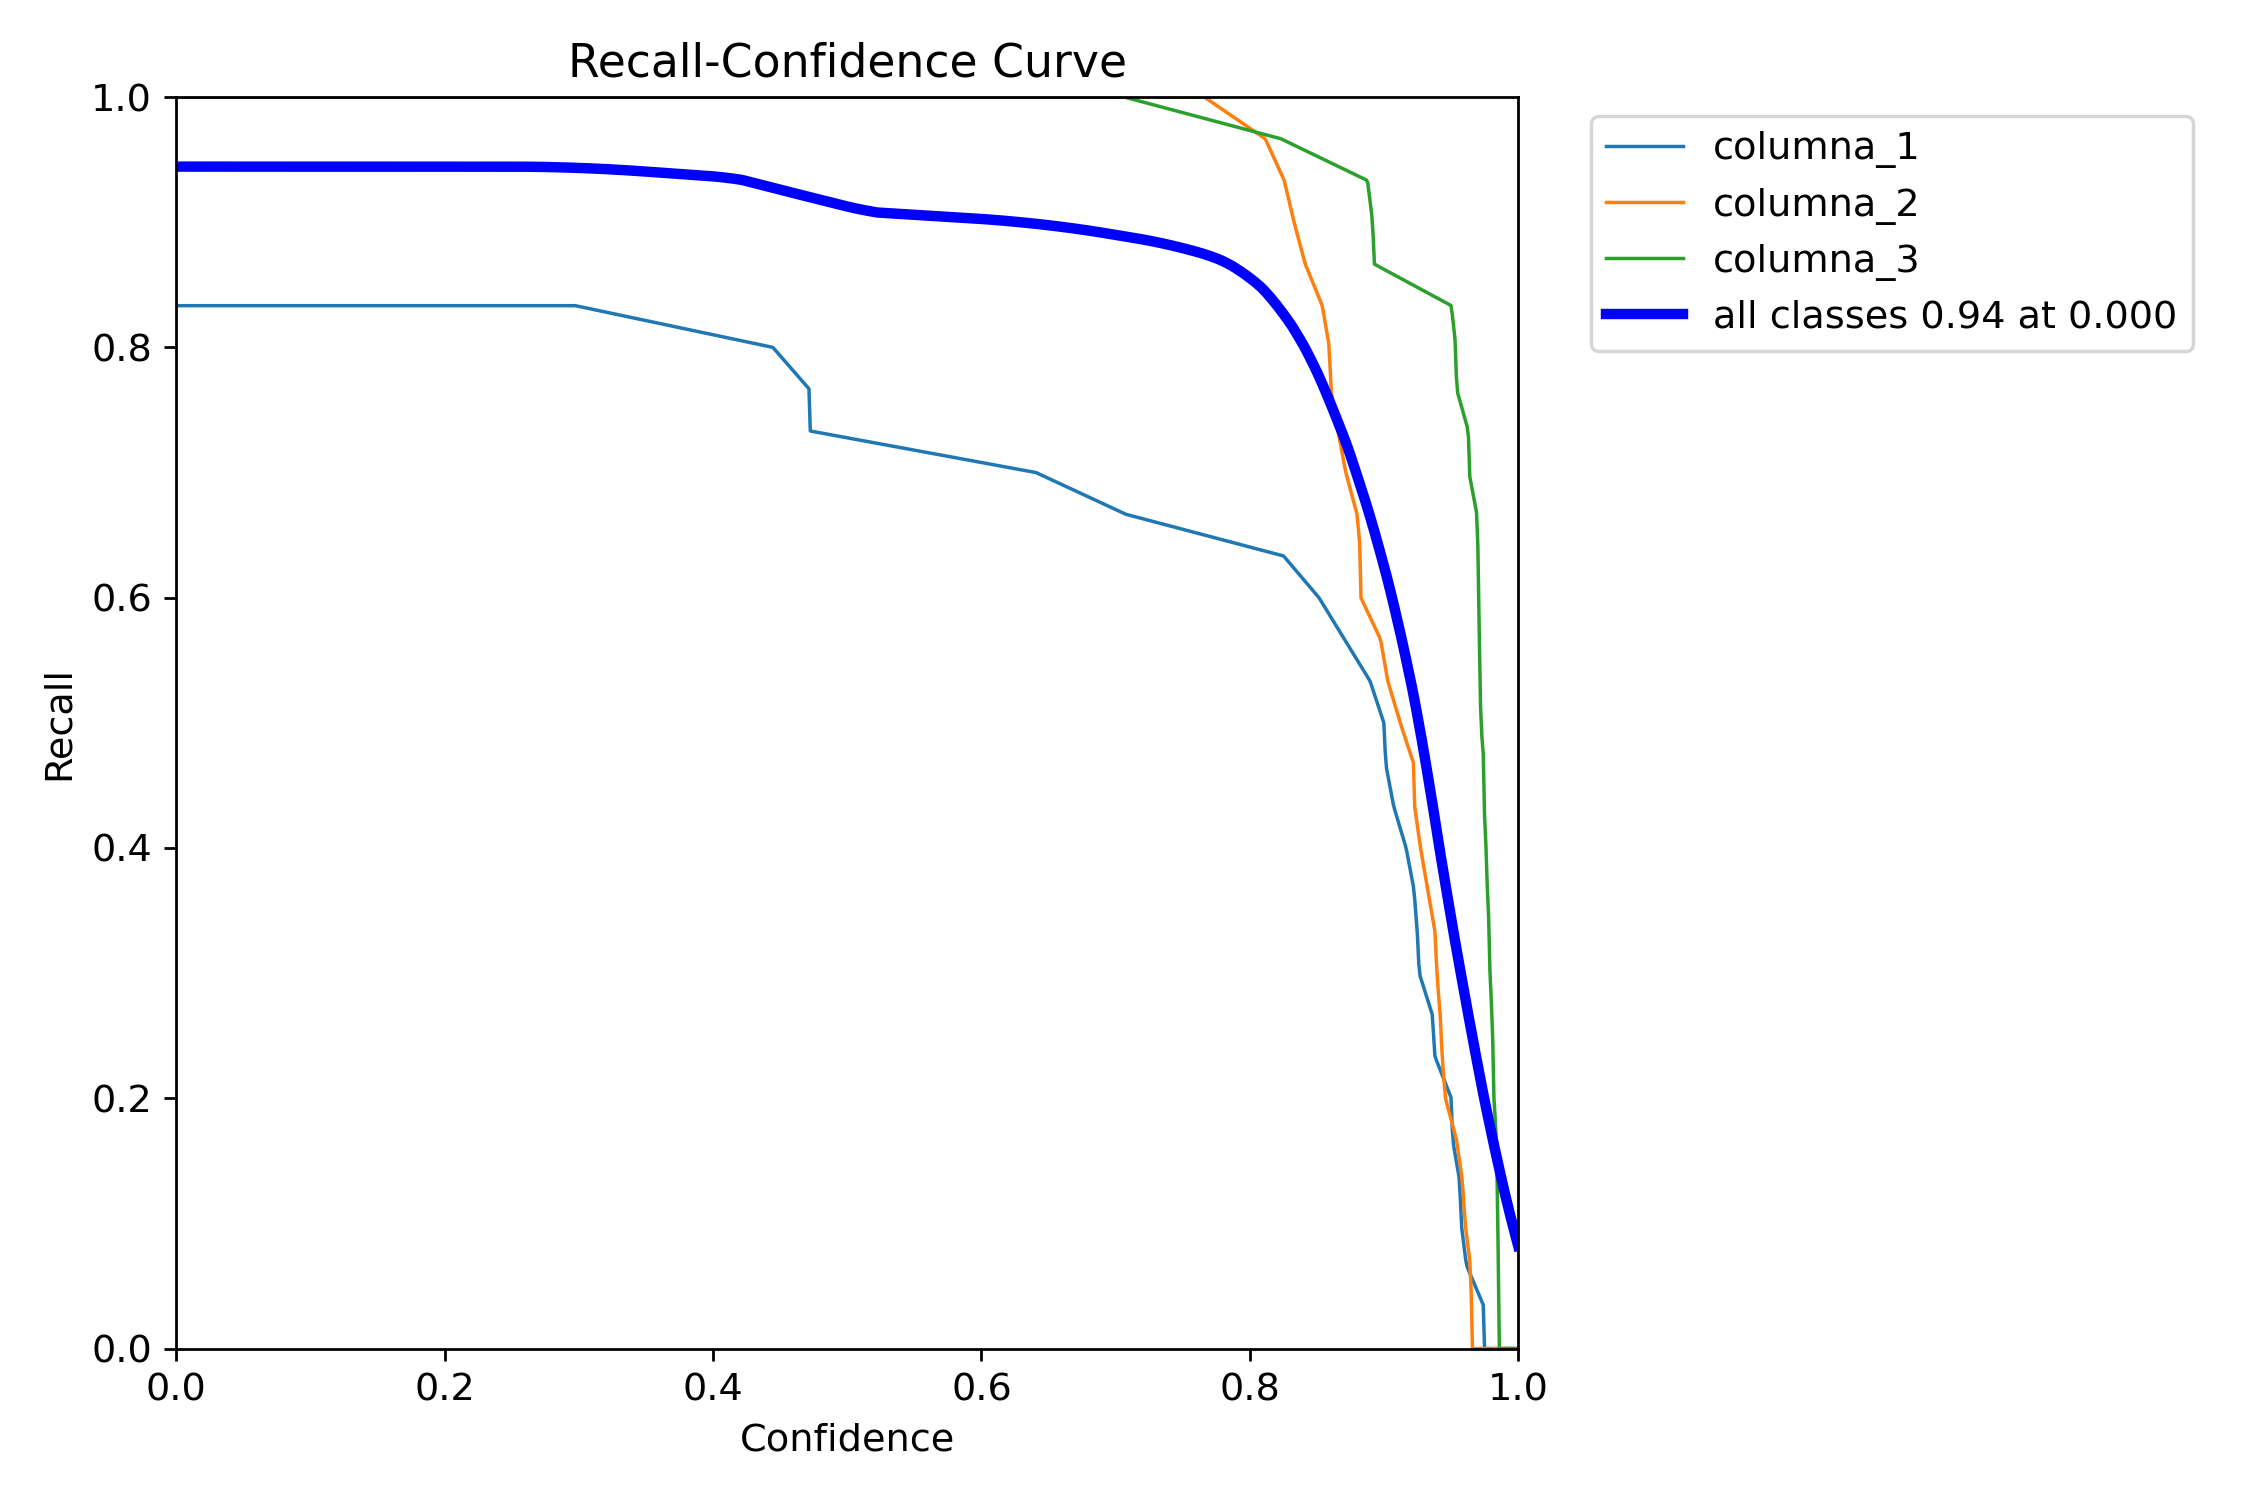 Recall-Confidence Curve
1.0
0.8
0.6
0.4
0.2
0.0
Recall
0.0 0.2 0.4 0.6 0.8 1.0
Confidence
columna_1
columna_2
columna_3
all classes 0.94 at 0.000